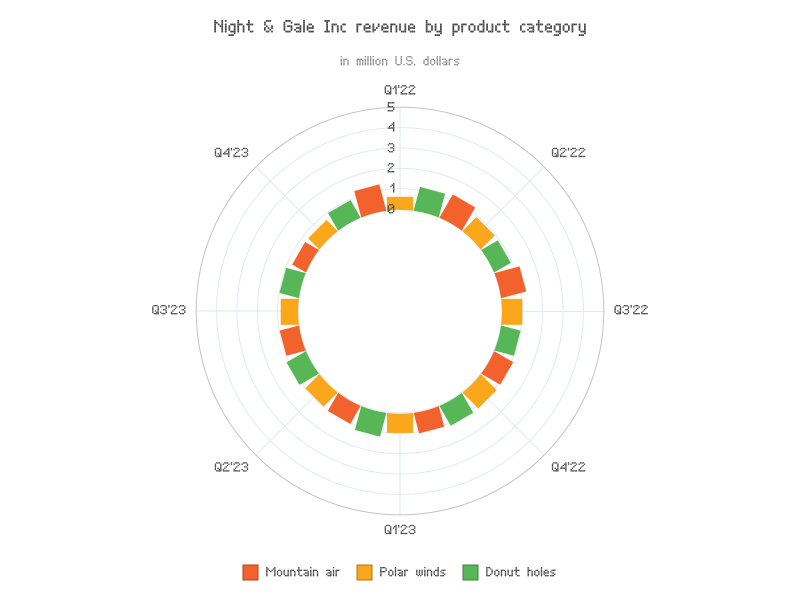 Night & Gale Inc revenue by product category
in million U.S. dollars
Q1'22
5
4
3
2
1
0
Q4'23
Q2'22
Q3'23
Q3'22
Q2'23
Q4'22
Q1'23
Mountain air
Polar winds
Donut holes